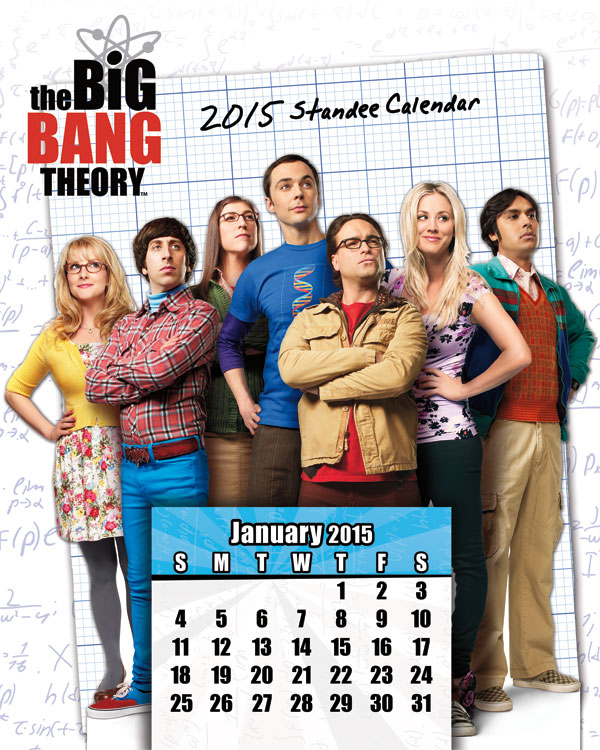 the BiG
BANG
THEORY™
2015 Standee Calendar
January 2015
S M T W T F S
1 2 3
4 5 6 7 8 9 10
11 12 13 14 15 16 17
18 19 20 21 22 23 24
25 26 27 28 29 30 31